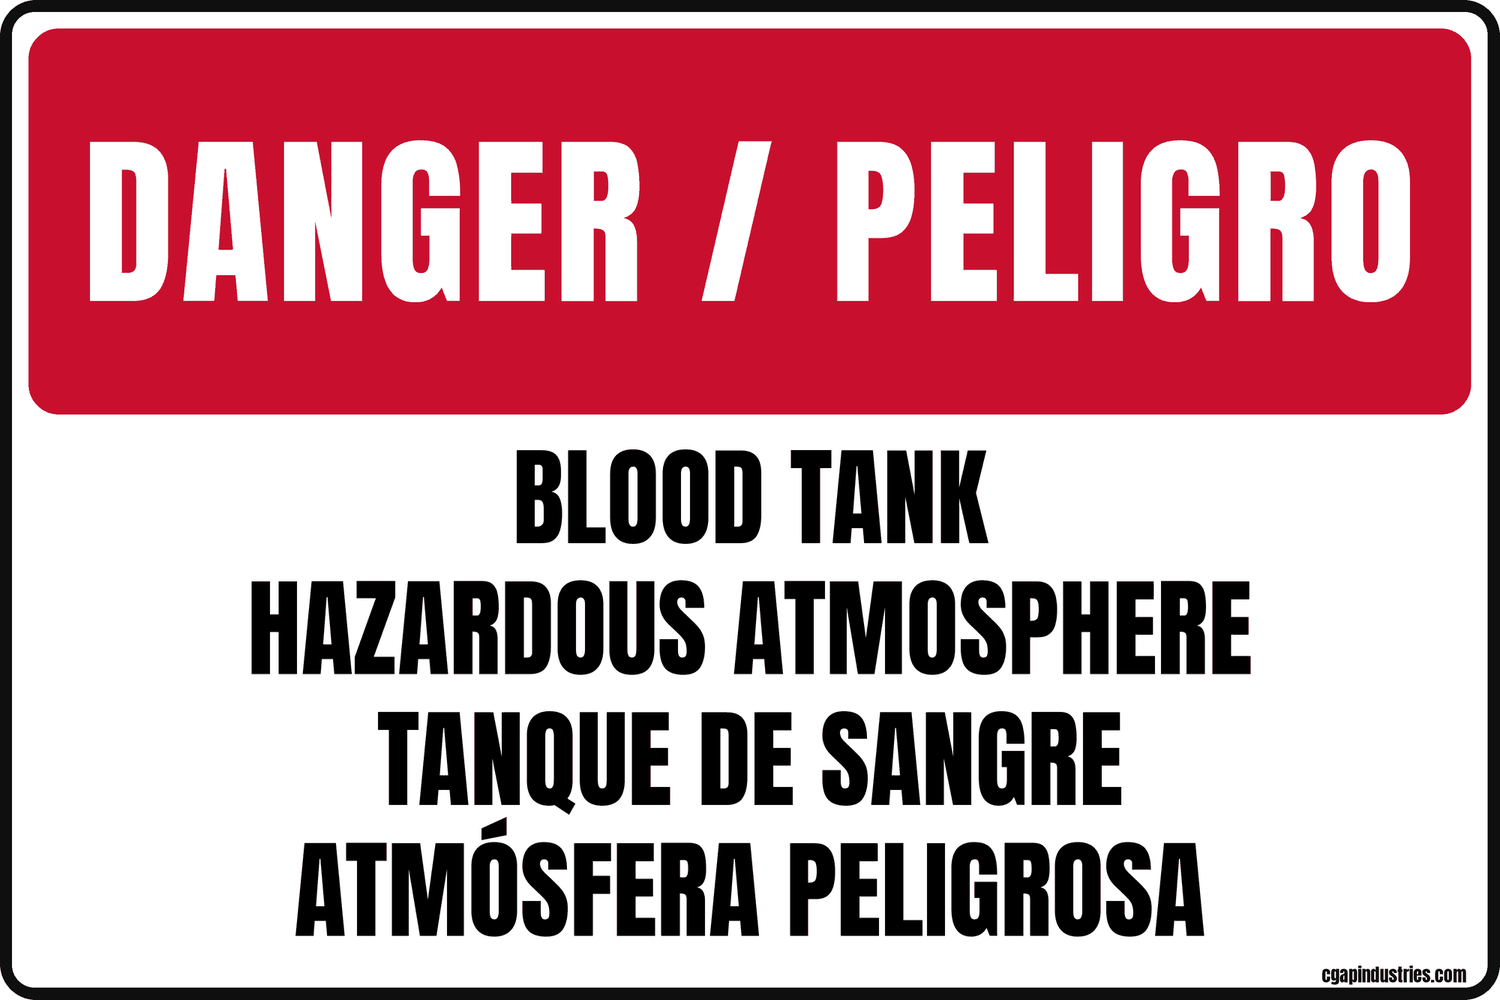 DANGER / PELIGRO
BLOOD TANK
HAZARDOUS ATMOSPHERE
TANQUE DE SANGRE
ATMÓSFERA PELIGROSA
cgapindustries.com